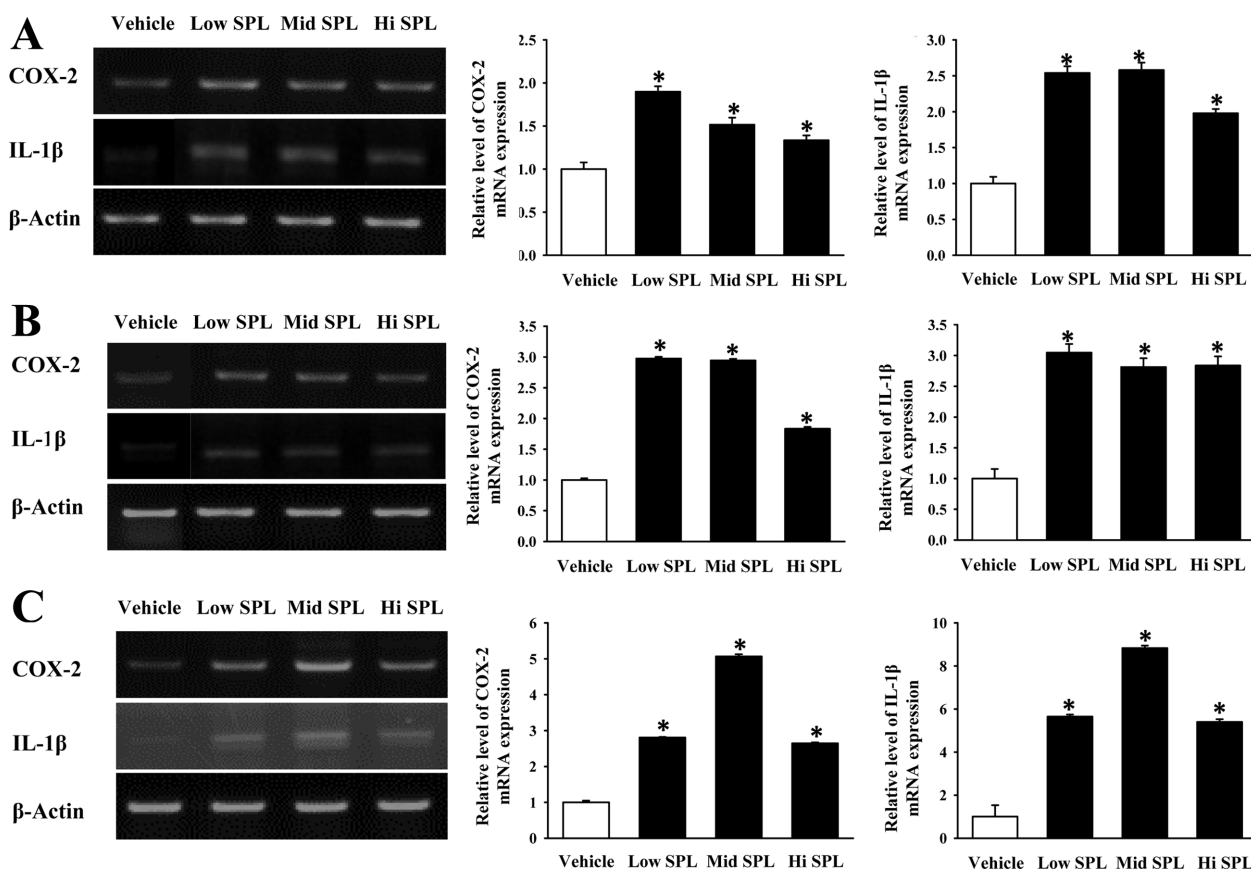 A
Vehicle Low SPL Mid SPL Hi SPL
COX-2
IL-1β
β-Actin
Relative level of COX-2
mRNA expression
2.5
2.0
1.5
1.0
0.5
0.0
* * *
Vehicle Low SPL Mid SPL Hi SPL
Relative level of IL-1β
mRNA expression
3.0
2.5
2.0
1.5
1.0
0.5
0.0
* * *
Vehicle Low SPL Mid SPL Hi SPL
B
Vehicle Low SPL Mid SPL Hi SPL
COX-2
IL-1β
β-Actin
Relative level of COX-2
mRNA expression
3.5
3.0
2.5
2.0
1.5
1.0
0.5
0.0
* * *
Vehicle Low SPL Mid SPL Hi SPL
Relative level of IL-1β
mRNA expression
3.5
3.0
2.5
2.0
1.5
1.0
0.5
0.0
* * *
Vehicle Low SPL Mid SPL Hi SPL
C
Vehicle Low SPL Mid SPL Hi SPL
COX-2
IL-1β
β-Actin
Relative level of COX-2
mRNA expression
6
5
4
3
2
1
0
* * *
Vehicle Low SPL Mid SPL Hi SPL
Relative level of IL-1β
mRNA expression
10
8
6
4
2
0
* * *
Vehicle Low SPL Mid SPL Hi SPL